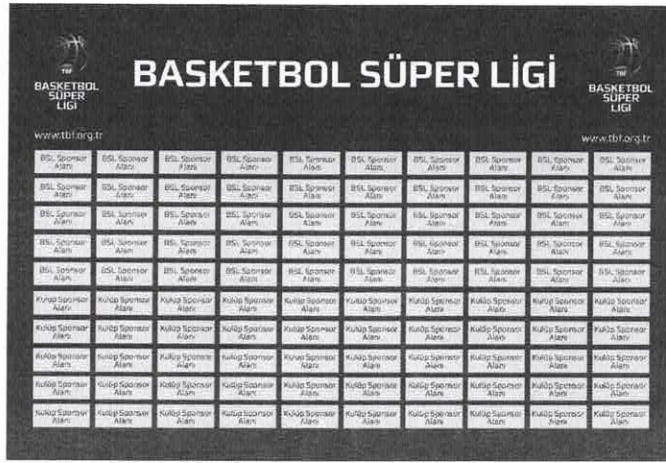 TBF
BASKETBOL
SÜPER
LİGİ
www.tbf.org.tr
BASKETBOL SÜPER LİGİ
TBF
BASKETBOL
SÜPER
LİGİ
www.tbf.org.tr
BSL Sponsor BSL Sponsor BSL Sponsor BSL Sponsor BSL Sponsor BSL Sponsor BSL Sponsor BSL Sponsor BSL Sponsor BSL Sponsor
Alanı Alanı Alanı Alanı Alanı Alanı Alanı Alanı Alanı Alanı
BSL Sponsor BSL Sponsor BSL Sponsor BSL Sponsor BSL Sponsor BSL Sponsor BSL Sponsor BSL Sponsor BSL Sponsor BSL Sponsor
Alanı Alanı Alanı Alanı Alanı Alanı Alanı Alanı Alanı Alanı
BSL Sponsor BSL Sponsor BSL Sponsor BSL Sponsor BSL Sponsor BSL Sponsor BSL Sponsor BSL Sponsor BSL Sponsor BSL Sponsor
Alanı Alanı Alanı Alanı Alanı Alanı Alanı Alanı Alanı Alanı
BSL Sponsor BSL Sponsor BSL Sponsor BSL Sponsor BSL Sponsor BSL Sponsor BSL Sponsor BSL Sponsor BSL Sponsor BSL Sponsor
Alanı Alanı Alanı Alanı Alanı Alanı Alanı Alanı Alanı Alanı
BSL Sponsor BSL Sponsor BSL Sponsor BSL Sponsor BSL Sponsor BSL Sponsor BSL Sponsor BSL Sponsor BSL Sponsor BSL Sponsor
Alanı Alanı Alanı Alanı Alanı Alanı Alanı Alanı Alanı Alanı
Kulüp Sponsor Kulüp Sponsor Kulüp Sponsor Kulüp Sponsor Kulüp Sponsor Kulüp Sponsor Kulüp Sponsor Kulüp Sponsor Kulüp Sponsor Kulüp Sponsor
Alanı Alanı Alanı Alanı Alanı Alanı Alanı Alanı Alanı Alanı
Kulüp Sponsor Kulüp Sponsor Kulüp Sponsor Kulüp Sponsor Kulüp Sponsor Kulüp Sponsor Kulüp Sponsor Kulüp Sponsor Kulüp Sponsor Kulüp Sponsor
Alanı Alanı Alanı Alanı Alanı Alanı Alanı Alanı Alanı Alanı
Kulüp Sponsor Kulüp Sponsor Kulüp Sponsor Kulüp Sponsor Kulüp Sponsor Kulüp Sponsor Kulüp Sponsor Kulüp Sponsor Kulüp Sponsor Kulüp Sponsor
Alanı Alanı Alanı Alanı Alanı Alanı Alanı Alanı Alanı Alanı
Kulüp Sponsor Kulüp Sponsor Kulüp Sponsor Kulüp Sponsor Kulüp Sponsor Kulüp Sponsor Kulüp Sponsor Kulüp Sponsor Kulüp Sponsor Kulüp Sponsor
Alanı Alanı Alanı Alanı Alanı Alanı Alanı Alanı Alanı Alanı
Kulüp Sponsor Kulüp Sponsor Kulüp Sponsor Kulüp Sponsor Kulüp Sponsor Kulüp Sponsor Kulüp Sponsor Kulüp Sponsor Kulüp Sponsor Kulüp Sponsor
Alanı Alanı Alanı Alanı Alanı Alanı Alanı Alanı Alanı Alanı